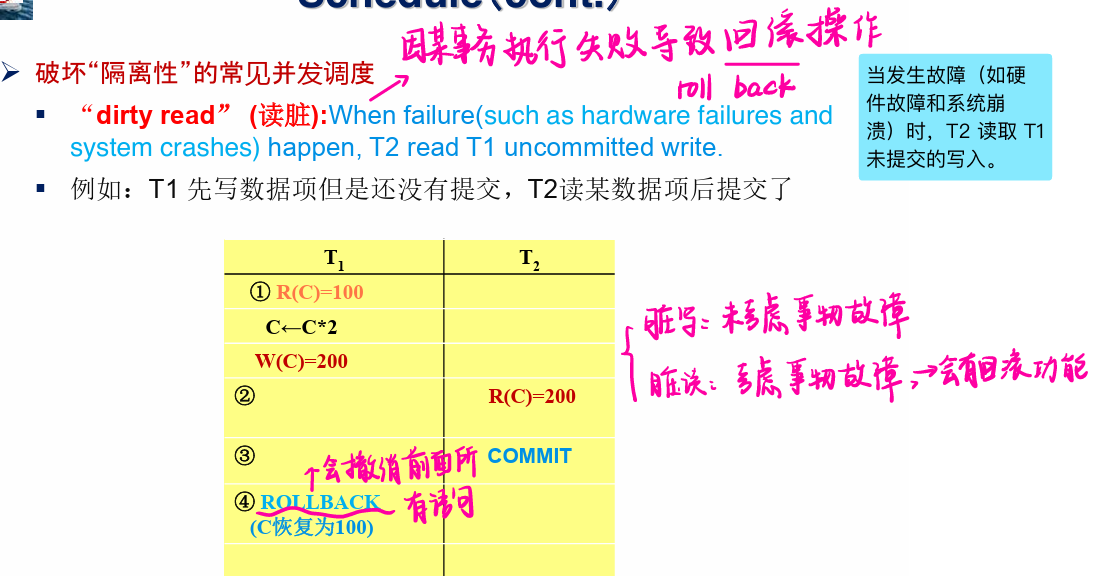 Schedule (cont.)
因某事务执行失败导致回滚操作
roll back
➢ 破坏“隔离性”的常见并发调度
▪ “dirty read” (读脏):When failure(such as hardware failures and
system crashes) happen, T2 read T1 uncommitted write.
▪ 例如：T1 先写数据项但是还没有提交，T2读某数据项后提交了
当发生故障（如硬
件故障和系统崩
溃）时，T2 读取 T1
未提交的写入。
T1 T2
① R(C)=100
C←C*2
W(C)=200
② R(C)=200
③ COMMIT
④ ROLLBACK
(C恢复为100)
会撤消前面所
有语句
脏写：未考虑事物故障
脏读：考虑事物故障，→会有回滚功能